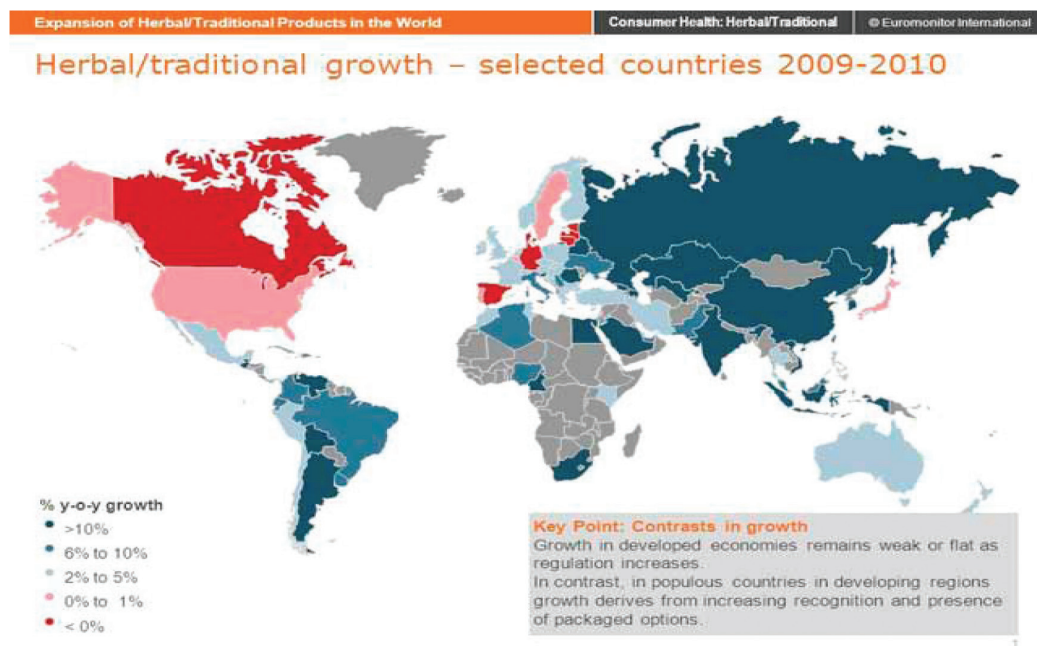 Expansion of Herbal/Traditional Products in the World
Consumer Health: Herbal/Traditional
© Euromonitor International
Herbal/traditional growth – selected countries 2009-2010
% y-o-y growth
>10%
6% to 10%
2% to 5%
0% to 1%
< 0%
Key Point: Contrasts in growth
Growth in developed economies remains weak or flat as
regulation increases.
In contrast, in populous countries in developing regions
growth derives from increasing recognition and presence
of packaged options.
1